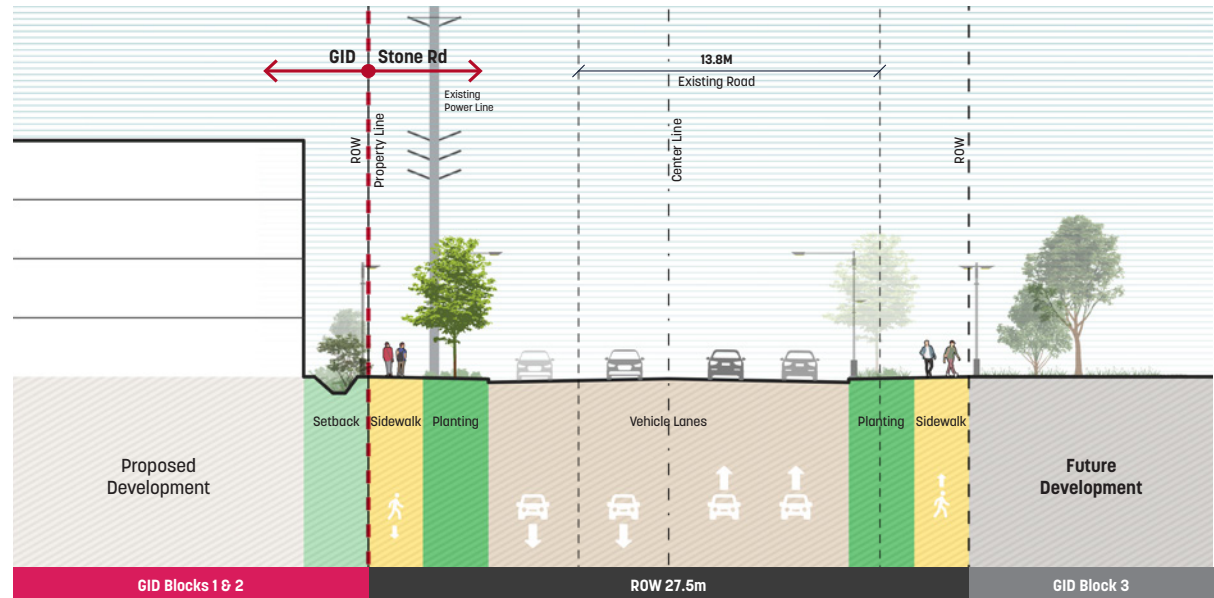 GID Stone Rd
13.8M
Existing Road
Existing
Power Line
ROW
Property Line
Center Line
ROW
Setback Sidewalk Planting Vehicle Lanes Planting Sidewalk
Proposed
Development
Future
Development
GID Blocks 1 & 2 ROW 27.5m GID Block 3